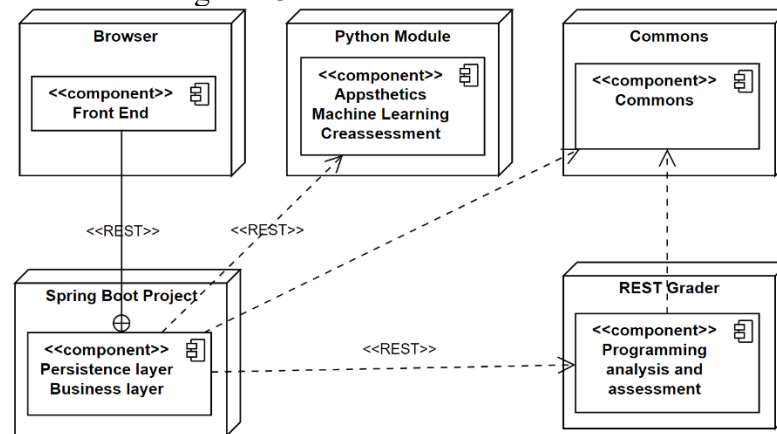 Browser
<<component>>
Front End
Python Module
<<component>>
Appsthetics
Machine Learning
Creassessment
Commons
<<component>>
Commons
<<REST>>
<<REST>>
Spring Boot Project
<<component>>
Persistence layer
Business layer
<<REST>>
REST Grader
<<component>>
Programming
analysis and
assessment